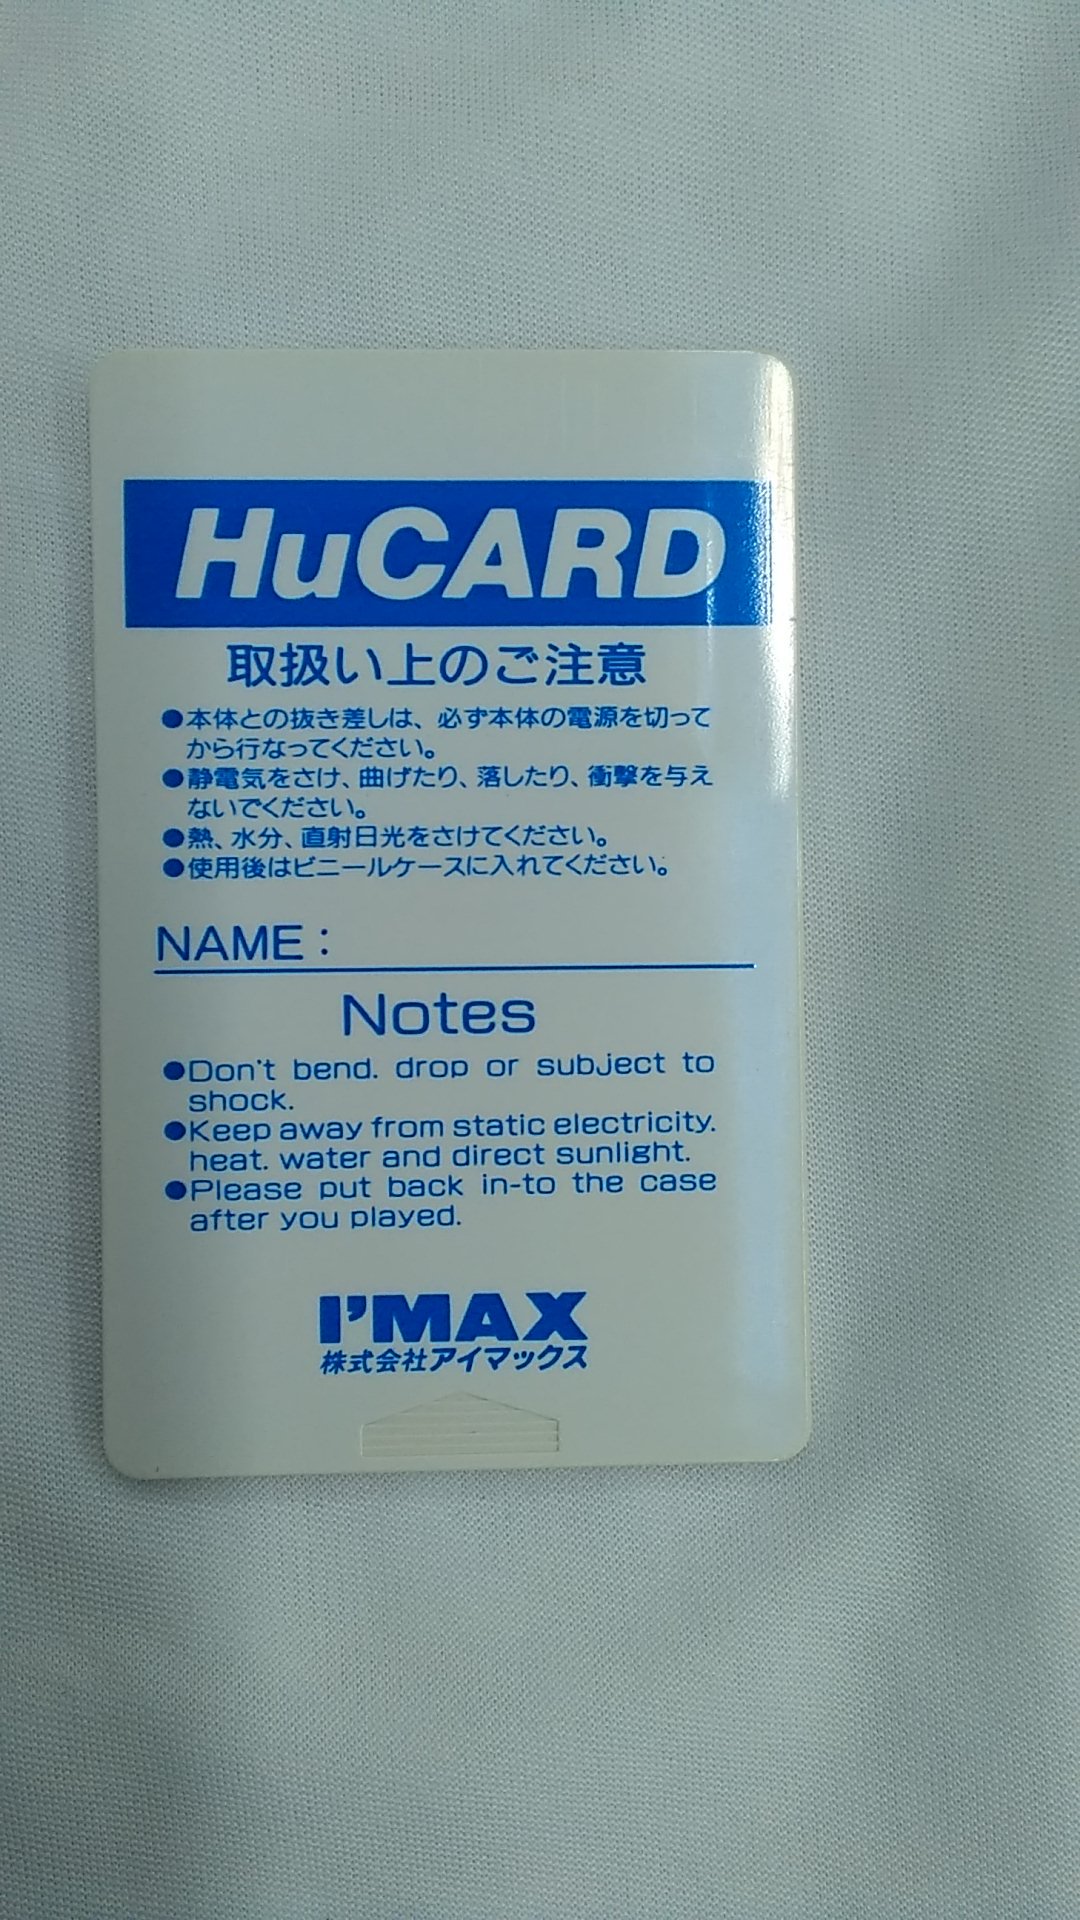 HuCARD
取扱い上のご注意
●本体との抜き差しは、必ず本体の電源を切って
から行なってください。
●静電気をさけ、曲げたり、落したり、衝撃を与え
ないでください。
●熱、水分、直射日光をさけてください。
●使用後はビニールケースに入れてください。
NAME：
Notes
●Don't bend. drop or subject to
shock.
●Keep away from static electricity.
heat. water and direct sunlight.
●Please put back in-to the case
after you played.
I'MAX
株式会社アイマックス